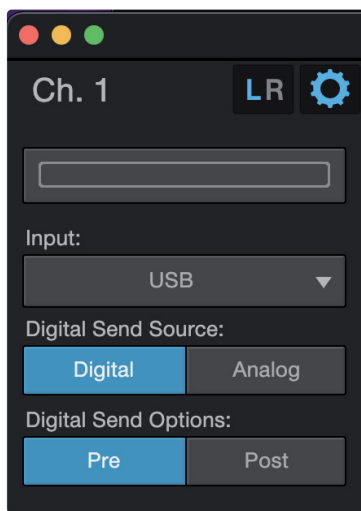 Ch. 1 LR
Input:
USB
Digital Send Source:
Digital Analog
Digital Send Options:
Pre Post